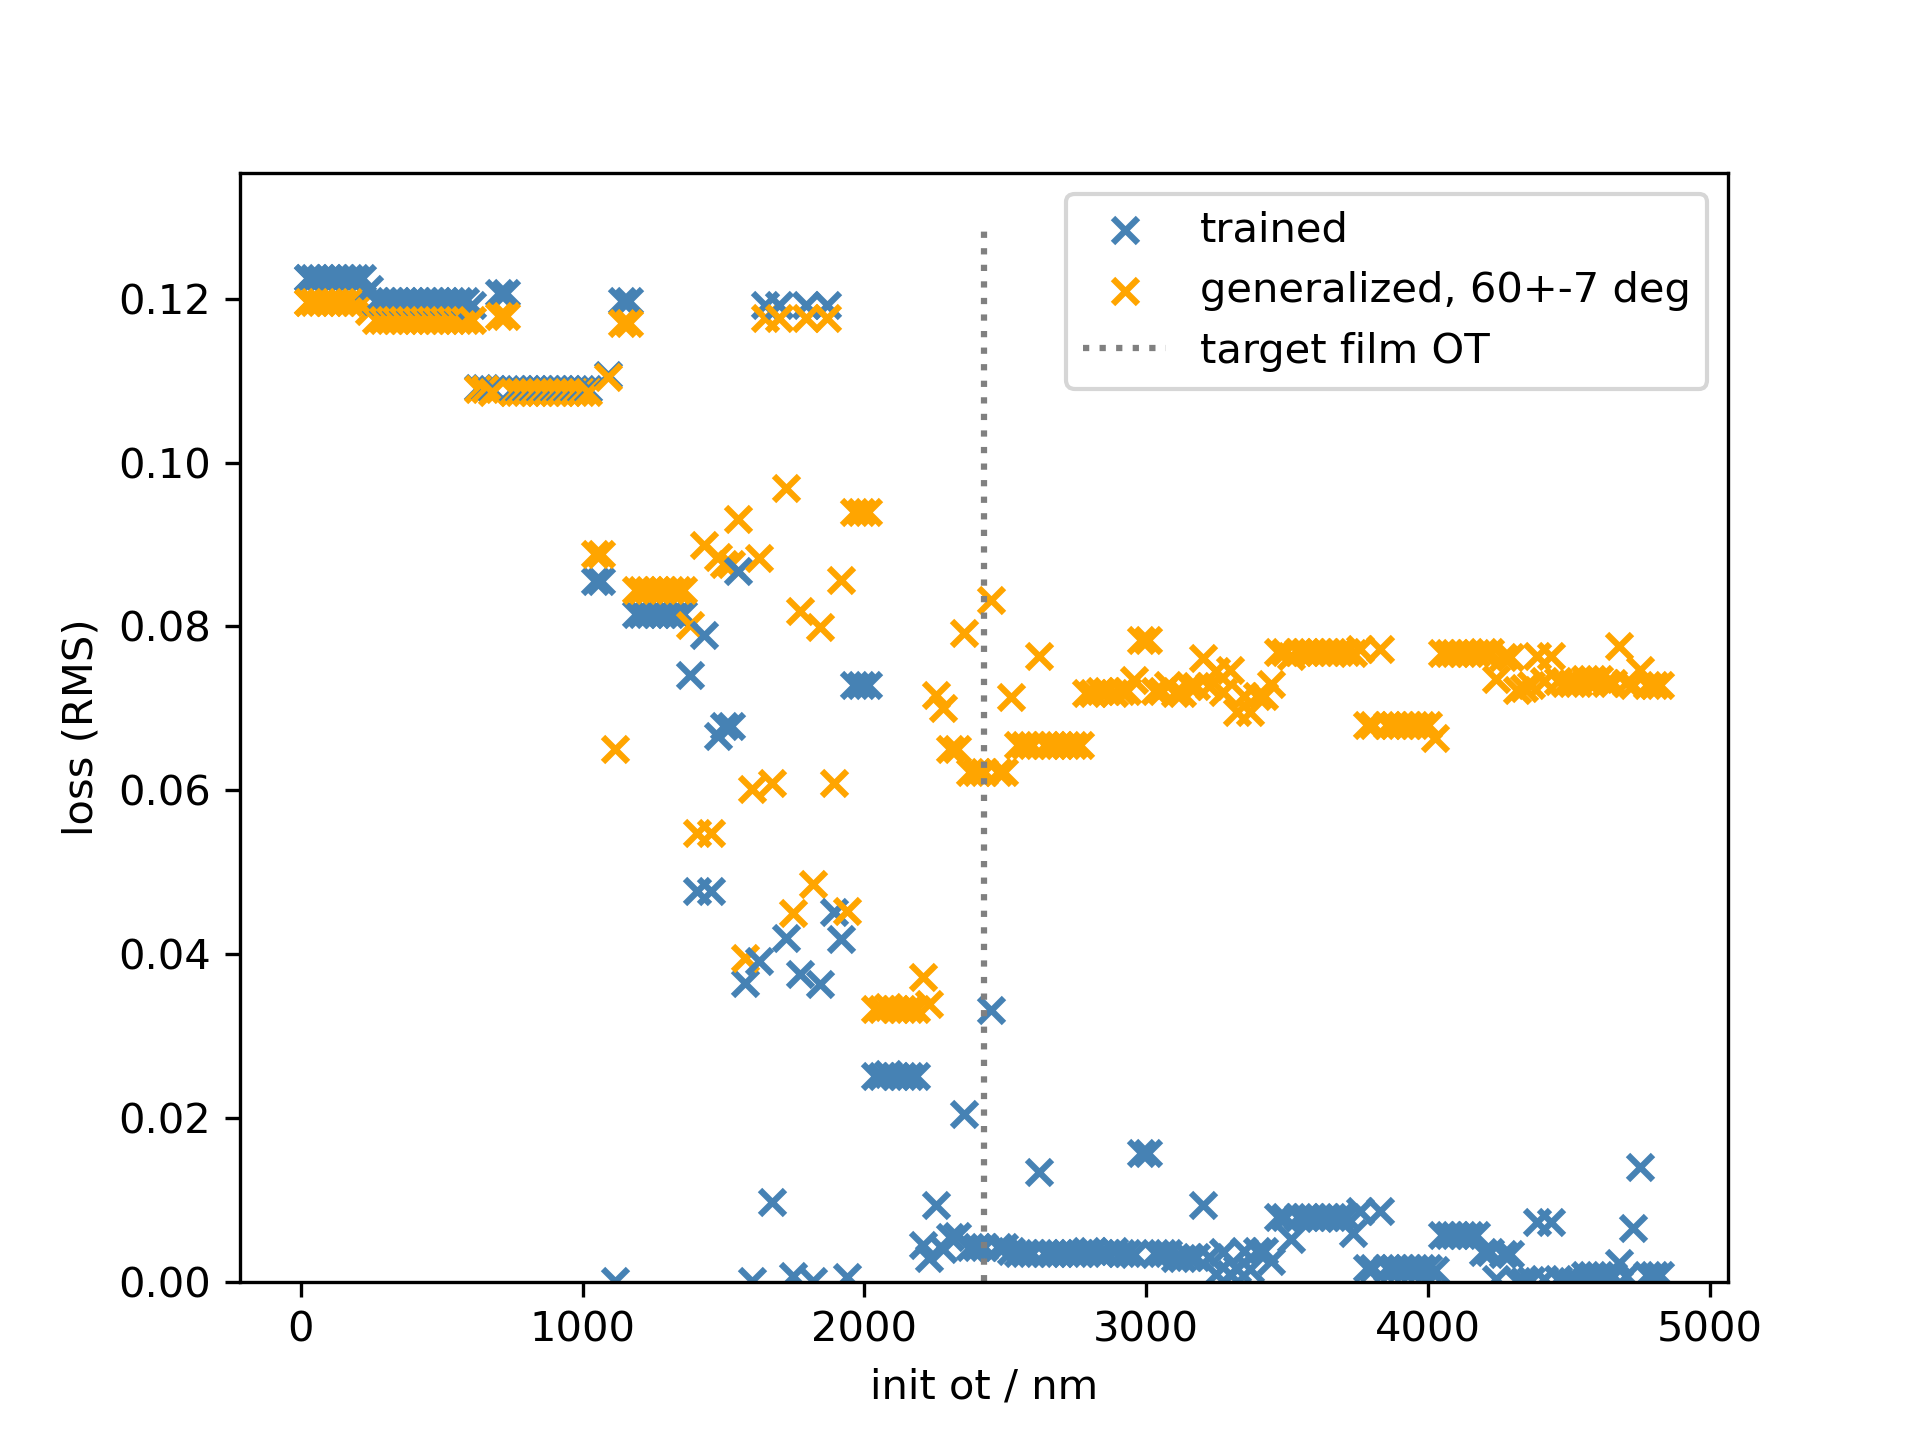 trained
generalized, 60+-7 deg
target film OT
0.12
0.10
0.08
0.06
0.04
0.02
0.00
loss (RMS)
0 1000 2000 3000 4000 5000
init ot / nm